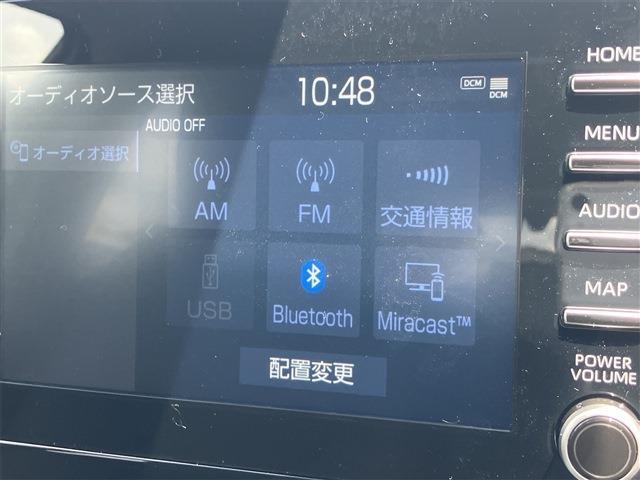 オーディオソース選択
10:48
DCM
DCM
AUDIO OFF
オーディオ選択
AM
FM
交通情報
USB
Bluetooth
Miracast™
配置変更
HOME
MENU
AUDIO
MAP
POWER
VOLUME